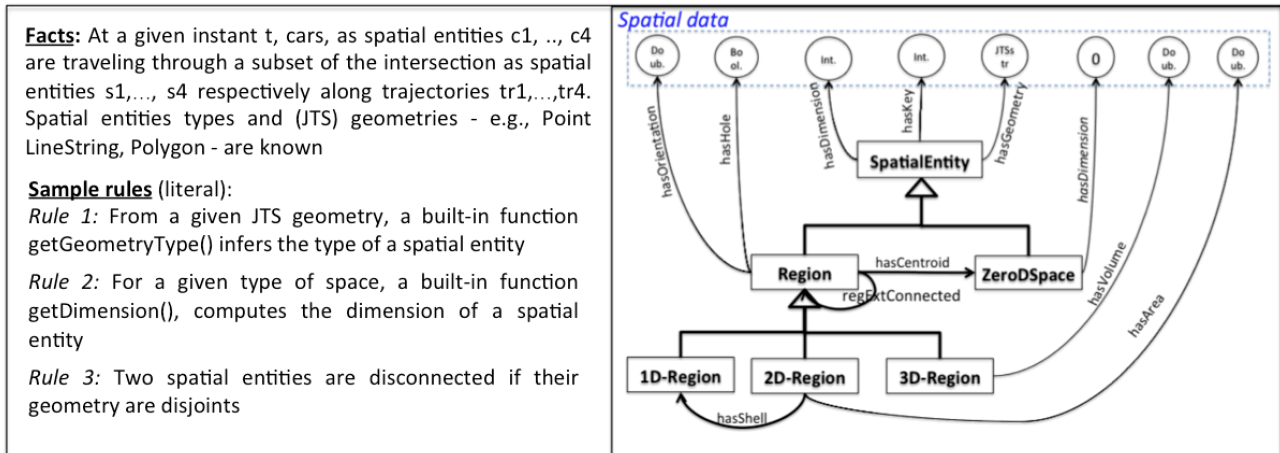 Facts: At a given instant t, cars, as spatial entities c1, .., c4
are traveling through a subset of the intersection as spatial
entities s1,..., s4 respectively along trajectories tr1,...,tr4.
Spatial entities types and (JTS) geometries - e.g., Point
LineString, Polygon - are known
Sample rules (literal):
Rule 1: From a given JTS geometry, a built-in function
getGeometryType() infers the type of a spatial entity
Rule 2: For a given type of space, a built-in function
getDimension(), computes the dimension of a spatial
entity
Rule 3: Two spatial entities are disconnected if their
geometry are disjoints
Spatial data
Do
ub.
Bo
ol.
Int.
Int.
JTSs
tr
0
Do
ub.
Do
ub.
hasOrientation
hasHole
hasDimension
hasKey
hasGeometry
hasDimension
hasVolume
hasArea
SpatialEntity
Region
hasCentroid
ZeroDSpace
regExtConnected
1D-Region
2D-Region
3D-Region
hasShell